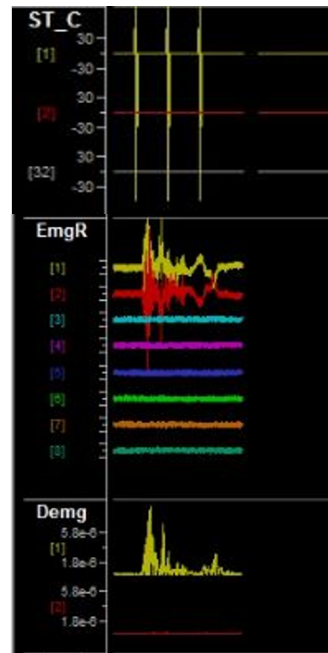 ST_C
30
[1]
-30
30
[2]
-30
30
[32]
-30
EmgR
[1]
[2]
[3]
[4]
[5]
[6]
[7]
[8]
Demg
5.8e-6
[1]
1.8e-6
5.8e-6
[2]
1.8e-6